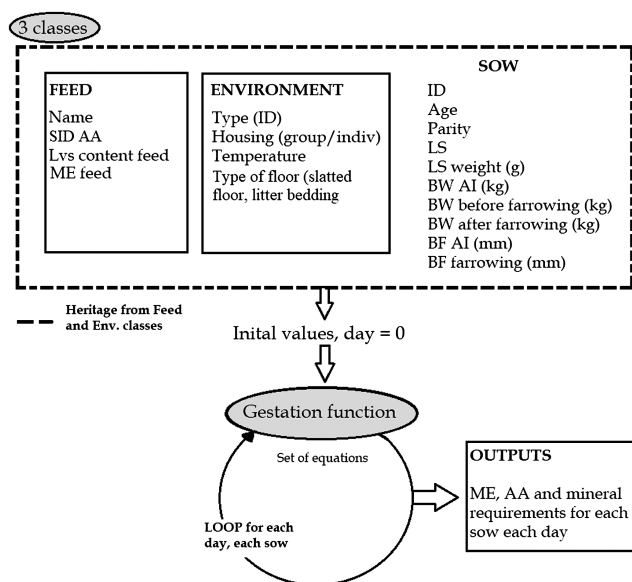 3 classes
FEED
Name
SID AA
Lvs content feed
ME feed
ENVIRONMENT
Type (ID)
Housing (group/indiv)
Temperature
Type of floor (slatted
floor, litter bedding
SOW
ID
Age
Parity
LS
LS weight (g)
BW AI (kg)
BW before farrowing (kg)
BW after farrowing (kg)
BF AI (mm)
BF farrowing (mm)
Heritage from Feed
and Env. classes
Inital values, day = 0
Gestation function
Set of equations
LOOP for each
day, each sow
OUTPUTS
ME, AA and mineral
requirements for each
sow each day